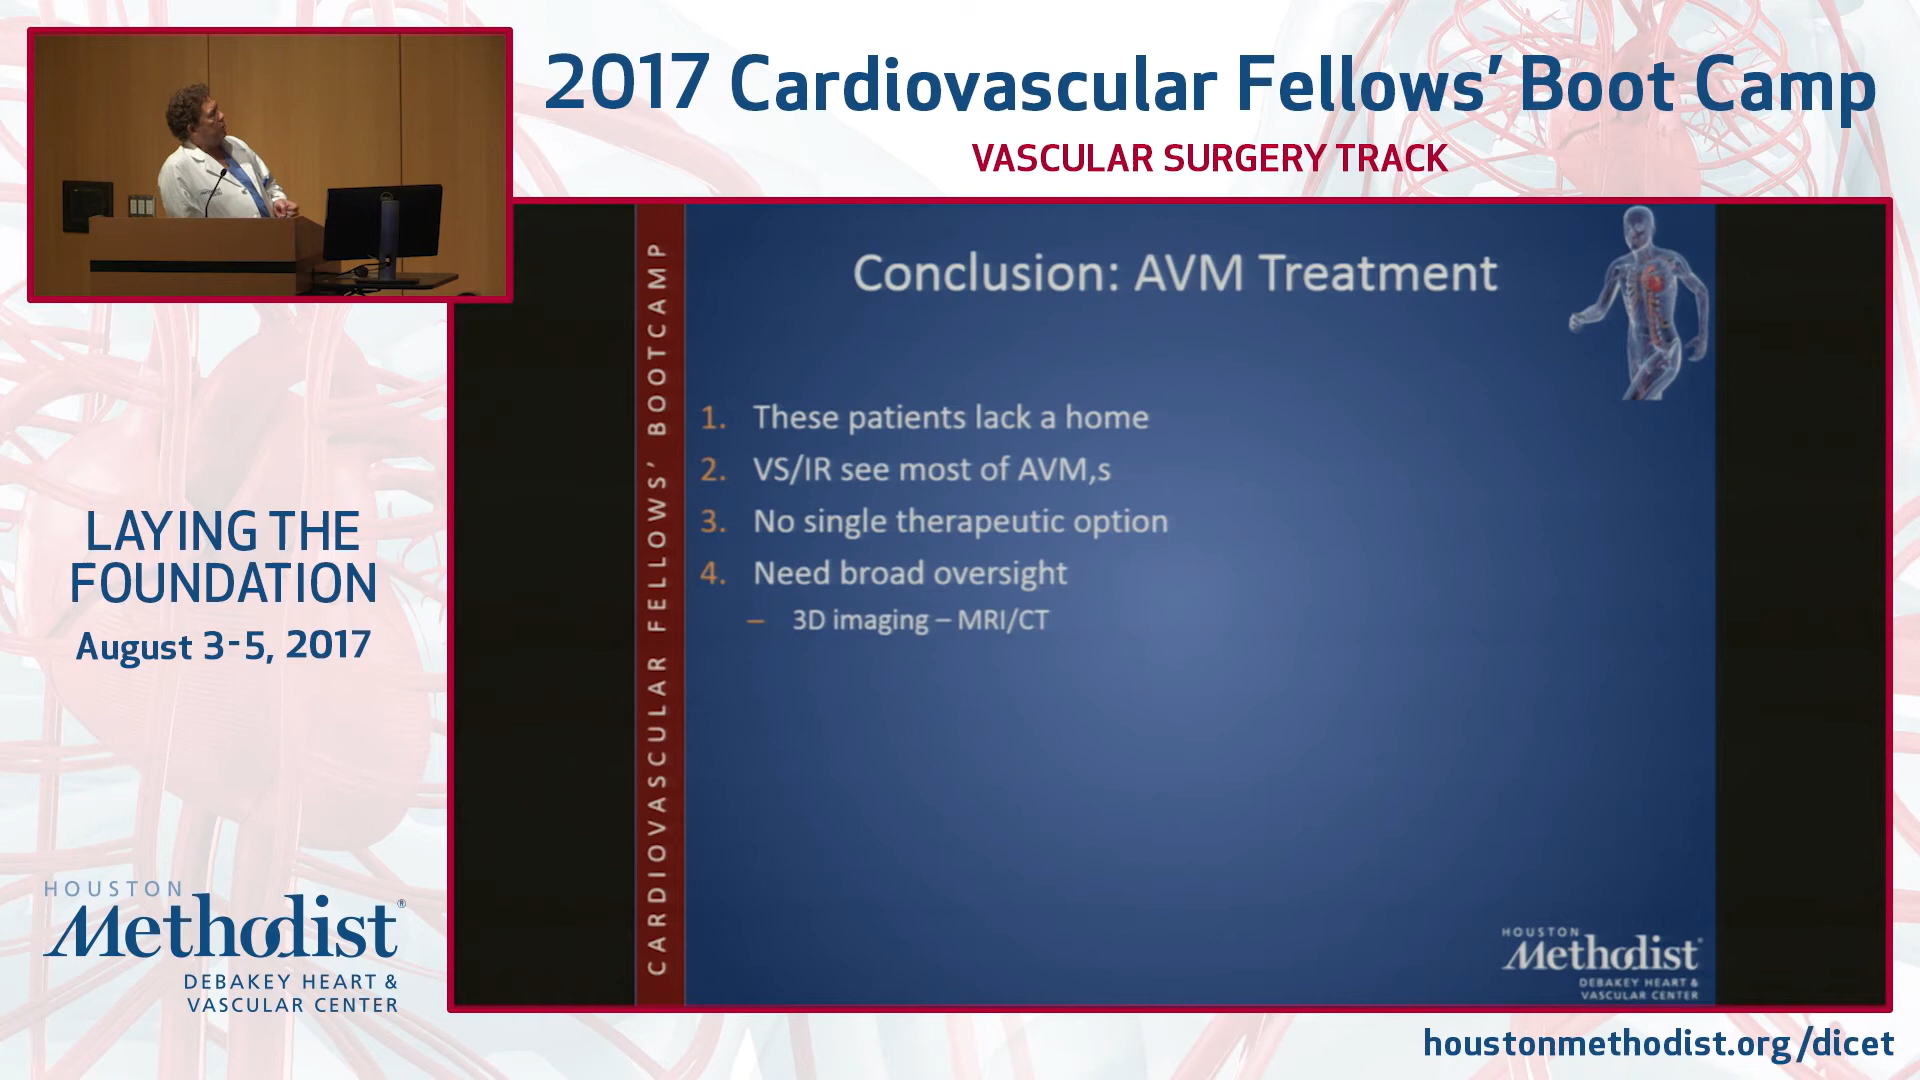 2017 Cardiovascular Fellows’ Boot Camp
VASCULAR SURGERY TRACK
CARDIOVASCULAR FELLOWS’ BOOTCAMP
Conclusion: AVM Treatment
1. These patients lack a home
2. VS/IR see most of AVM,s
3. No single therapeutic option
4. Need broad oversight
– 3D imaging – MRI/CT
HOUSTON
Methodist
DEBAKEY HEART &
VASCULAR CENTER
LAYING THE
FOUNDATION
August 3-5, 2017
HOUSTON
Methodist®
DEBAKEY HEART &
VASCULAR CENTER
houstonmethodist.org/dicet